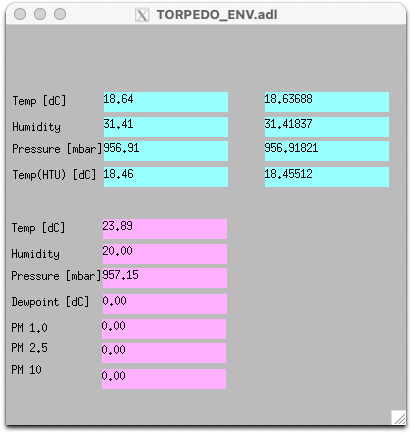 TORPEDO_ENV.adl
Temp [dC] 18.64 18.63688
Humidity 31.41 31.41837
Pressure [mbar] 956.91 956.91821
Temp(HTU) [dC] 18.46 18.45512
Temp [dC] 23.89
Humidity 20.00
Pressure [mbar] 957.15
Dewpoint [dC] 0.00
PM 1.0 0.00
PM 2.5 0.00
PM 10 0.00